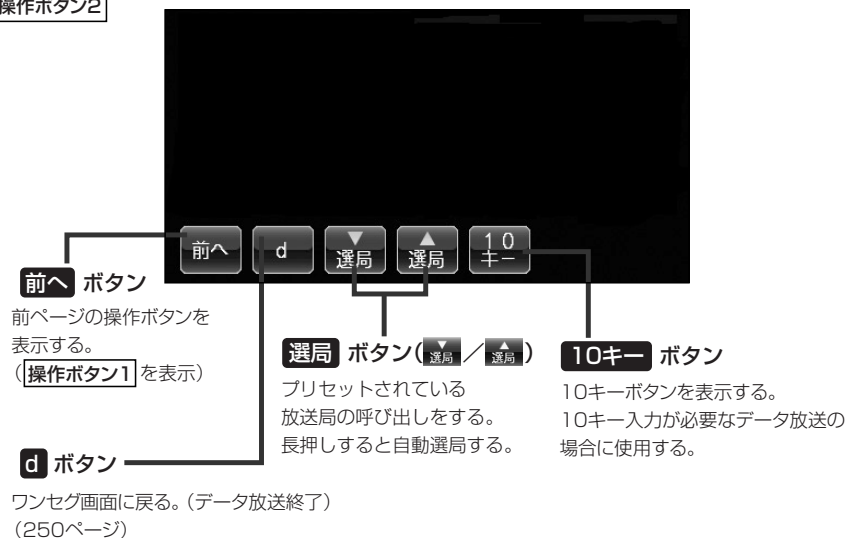 操作ボタン2
前へ
d
▼
選局
▲
選局
10
キー
前へ ボタン
前ページの操作ボタンを
表示する。
(操作ボタン1を表示)
選局 ボタン(▼選局／▲選局)
プリセットされている
放送局の呼び出しをする。
長押しすると自動選局する。
10キー ボタン
10キーボタンを表示する。
10キー入力が必要なデータ放送の
場合に使用する。
d ボタン
ワンセグ画面に戻る。(データ放送終了)
(250ページ)